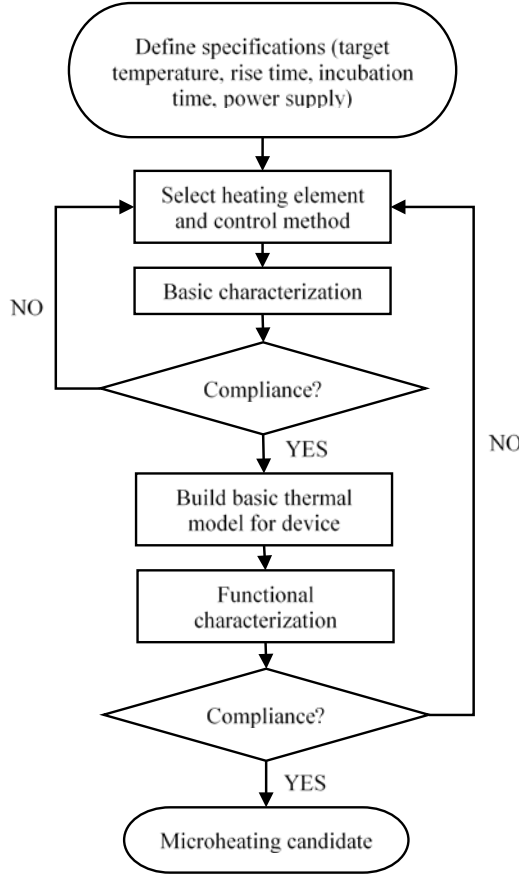 Define specifications (target
temperature, rise time, incubation
time, power supply)
Select heating element
and control method
Basic characterization
NO
Compliance?
YES
NO
Build basic thermal
model for device
Functional
characterization
Compliance?
YES
Microheating candidate